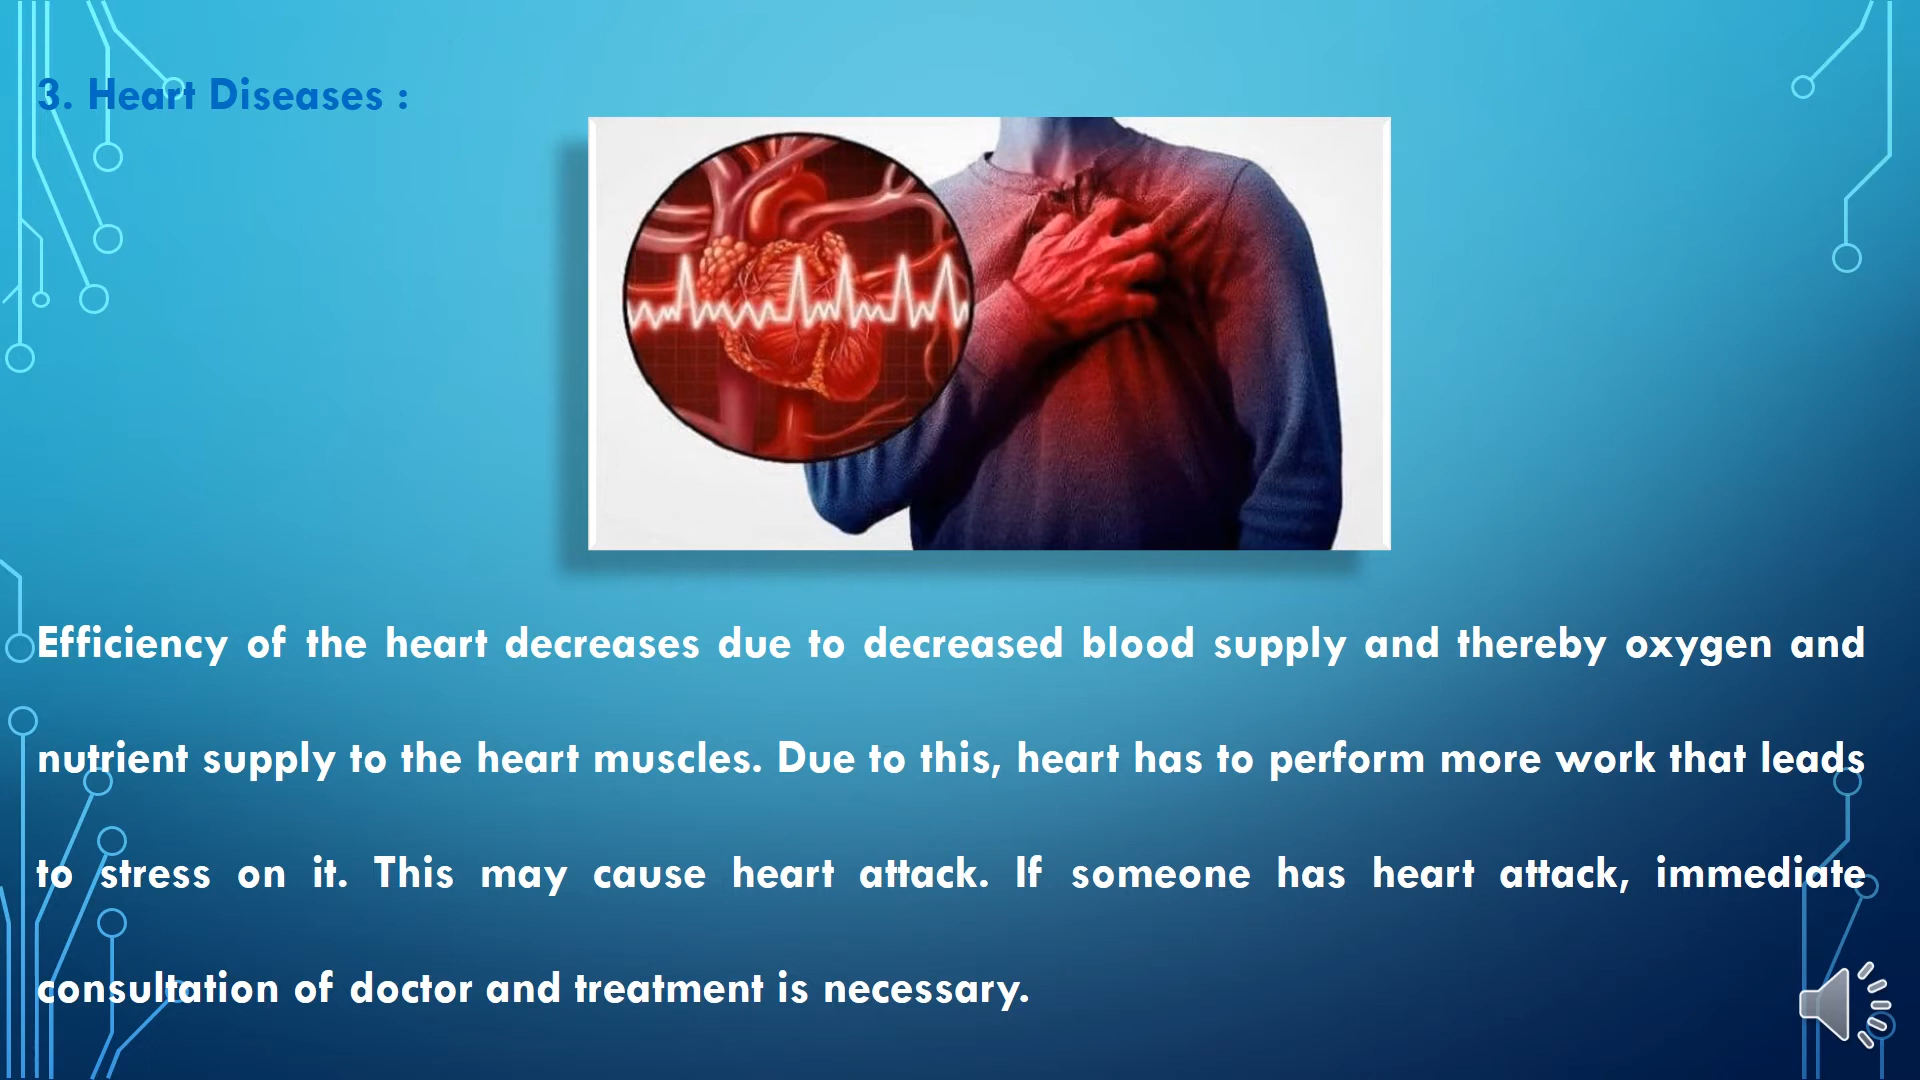 3. Heart Diseases :
Efficiency of the heart decreases due to decreased blood supply and thereby oxygen and
nutrient supply to the heart muscles. Due to this, heart has to perform more work that leads
to stress on it. This may cause heart attack. If someone has heart attack, immediate
consultation of doctor and treatment is necessary.